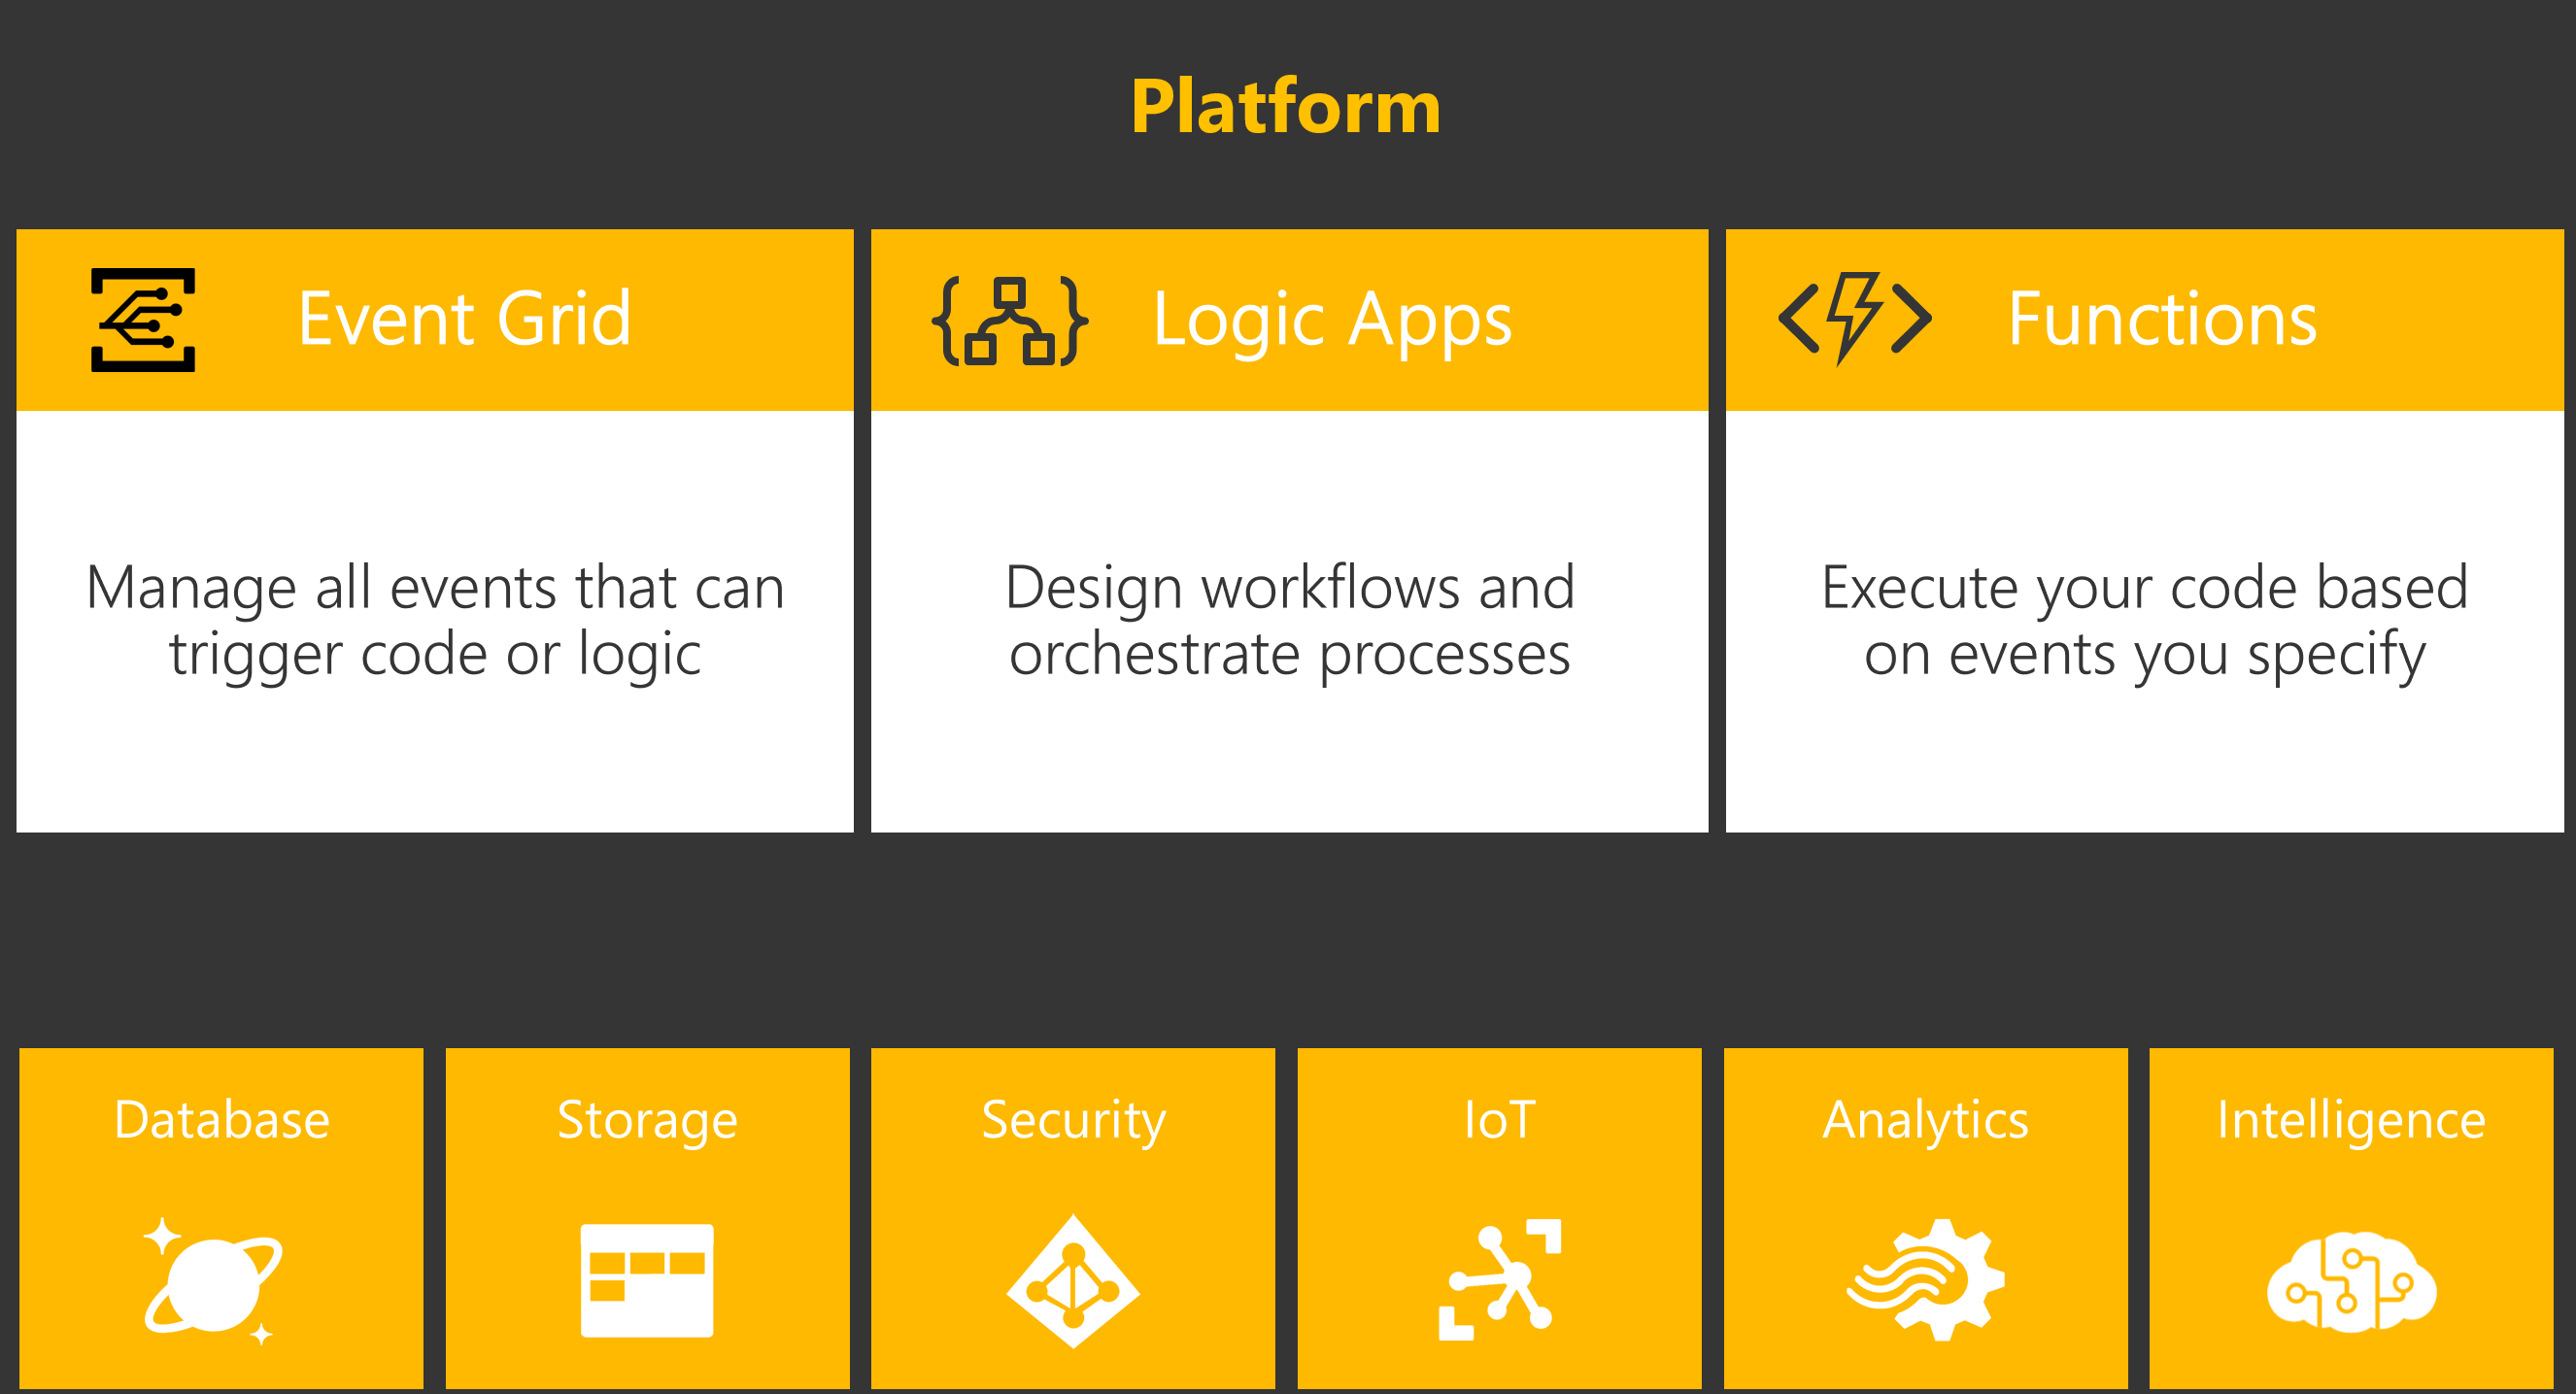 Platform
Event Grid
Manage all events that can
trigger code or logic
Logic Apps
Design workflows and
orchestrate processes
Functions
Execute your code based
on events you specify
Database
Storage
Security
IoT
Analytics
Intelligence